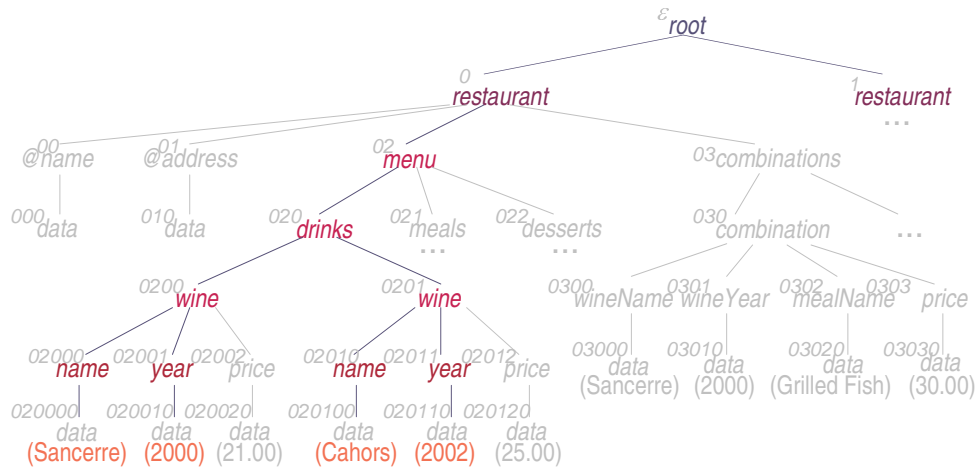 ε root
0 restaurant 1 restaurant
...
00 @name 01 @address 02 menu 03 combinations
000 data 010 data 020 drinks 021 meals 022 desserts 030 combination ...
... ...
0200 wine 0201 wine 0300 wineName 0301 wineYear 0302 mealName 0303 price
02000 name 02001 year 02002 price 02010 name 02011 year 02012 price 03000 data 03010 data 03020 data 03030 data
(Sancerre) (2000) (Grilled Fish) (30.00)
020000 data 020010 data 020020 data 020100 data 020110 data 020120 data
(Sancerre) (2000) (21.00) (Cahors) (2002) (25.00)